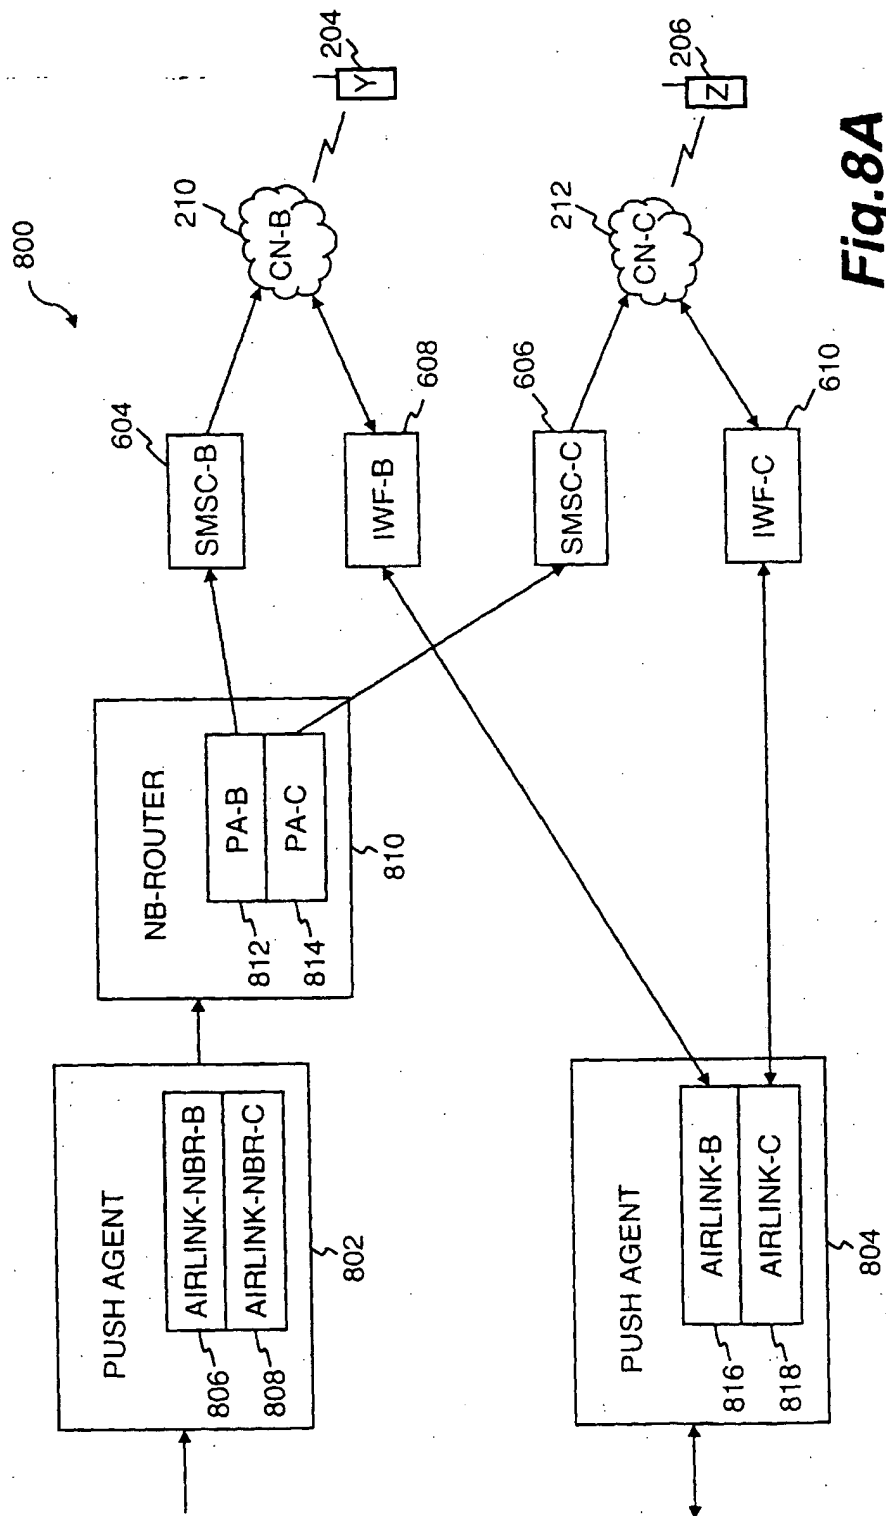 800
PUSH AGENT
AIRLINK-NBR-B
AIRLINK-NBR-C
806
808
802
NB-ROUTER
PA-B
PA-C
812
814
810
SMSC-B
604
IWF-B
608
CN-B
210
Y
204
PUSH AGENT
AIRLINK-B
AIRLINK-C
816
818
804
SMSC-C
606
IWF-C
610
CN-C
212
Z
206
Fig.8A